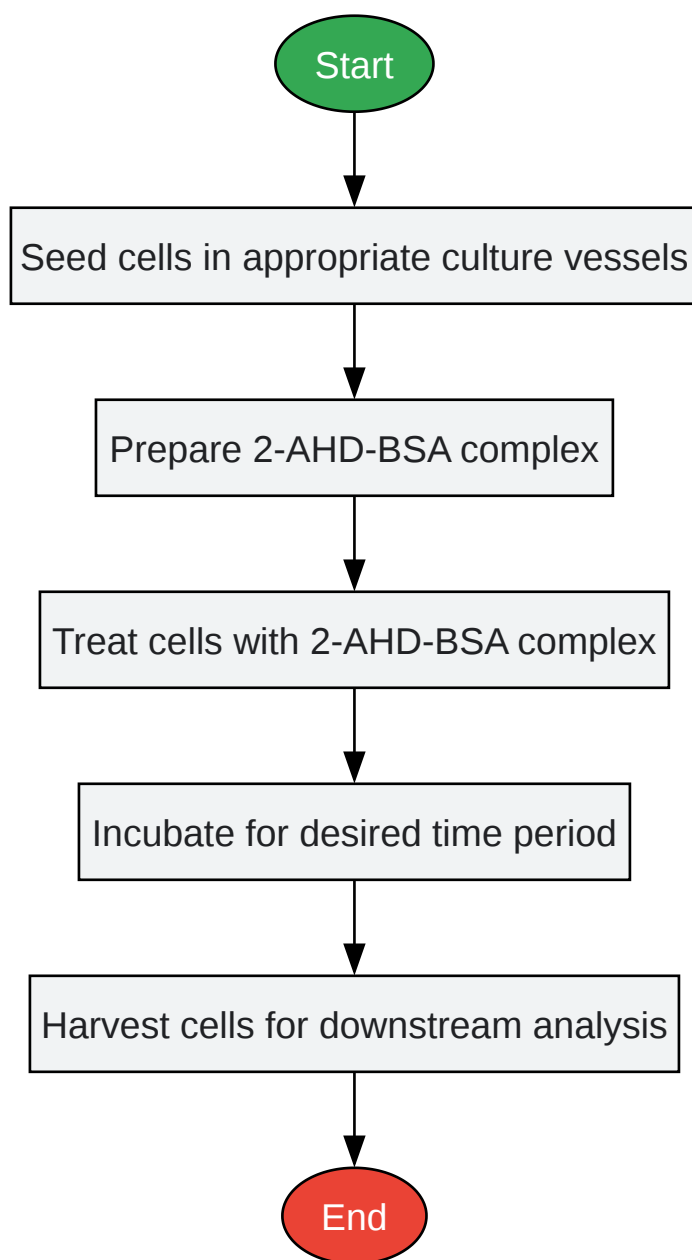 Start
Seed cells in appropriate culture vessels
Prepare 2-AHD-BSA complex
Treat cells with 2-AHD-BSA complex
Incubate for desired time period
Harvest cells for downstream analysis
End